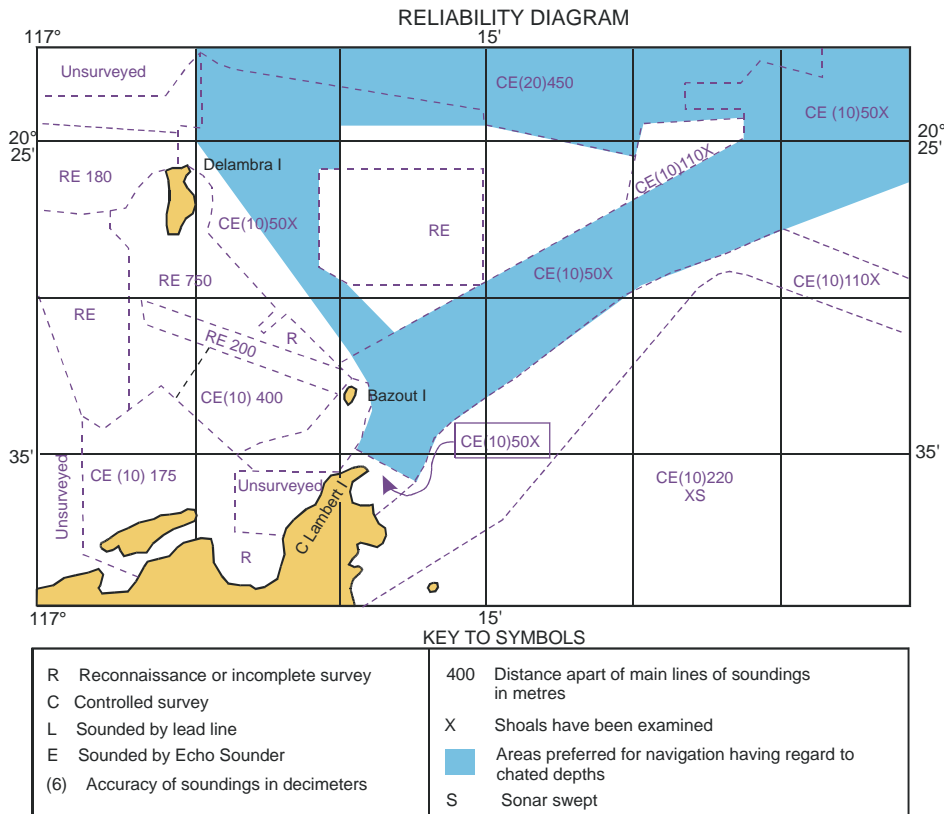 RELIABILITY DIAGRAM
117°
15'
Unsurveyed
CE(20)450
CE (10)50X
20°
25'
20°
25'
Delambra I
CE(10)110X
RE 180
CE(10)50X
RE
CE(10)50X
CE(10)110X
RE 750
RE
R
RE 200
CE(10) 400
Bazout I
CE(10)50X
35'
35'
CE (10) 175
Unsurveyed
Unsurveyed
CE(10)220
XS
C Lambert I
R
117°
15'
KEY TO SYMBOLS
R Reconnaissance or incomplete survey
C Controlled survey
L Sounded by lead line
E Sounded by Echo Sounder
(6) Accuracy of soundings in decimeters
400 Distance apart of main lines of soundings
in metres
X Shoals have been examined
Areas preferred for navigation having regard to
chated depths
S Sonar swept